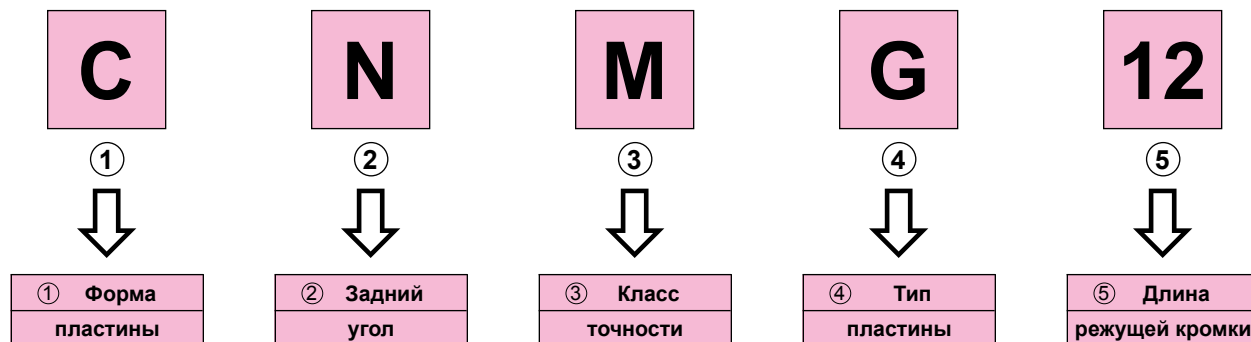 C N M G 12
① ② ③ ④ ⑤
① Форма ② Задний ③ Класс ④ Тип ⑤ Длина
пластины угол точности пластины режущей кромки